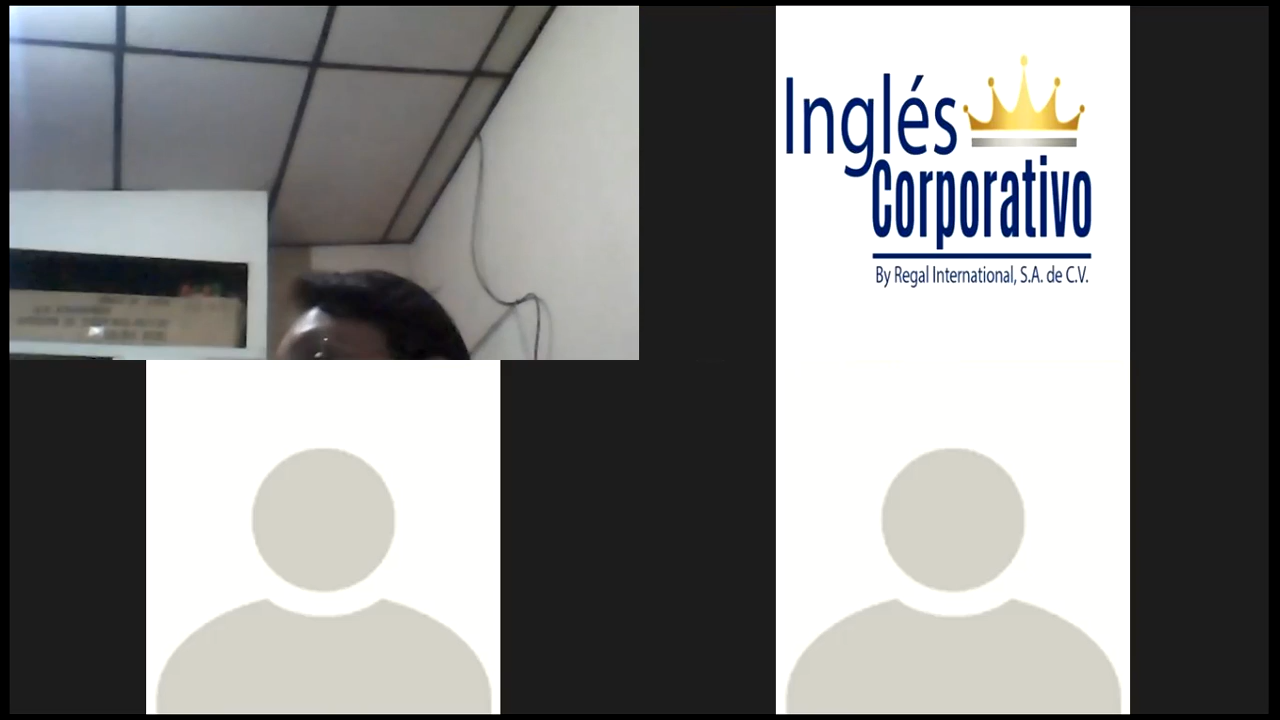 Inglés
Corporativo
By Regal International, S.A. de C.V.